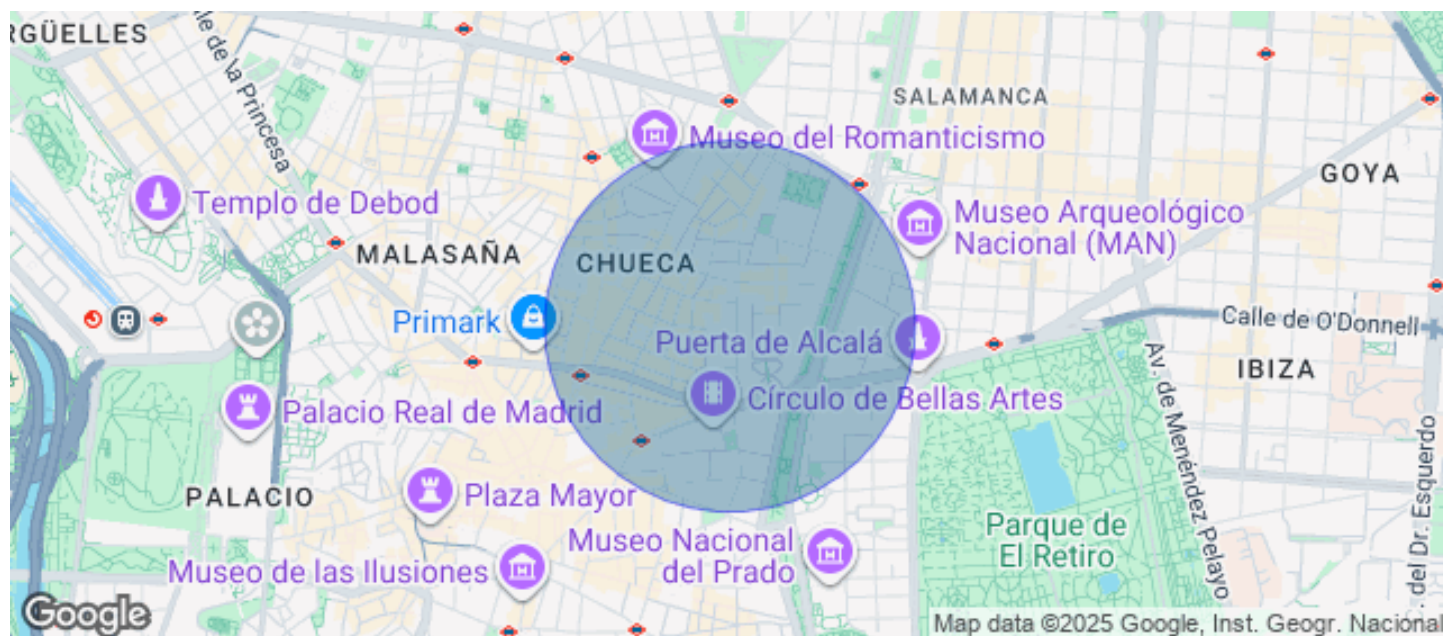 RGÜELLES
le de la Princesa
SALAMANCA
Museo del Romanticismo
GOYA
Templo de Debod
Museo Arqueológico
Nacional (MAN)
MALASAÑA
CHUECA
Primark
Puerta de Alcalá
Calle de O'Donnell
IBIZA
Av. de Menéndez Pelayo
Palacio Real de Madrid
Círculo de Bellas Artes
PALACIO
Plaza Mayor
Parque de
El Retiro
Museo Nacional
del Prado
Museo de las Ilusiones
. del Dr. Esquerdo
Google
Map data ©2025 Google, Inst. Geogr. Nacional